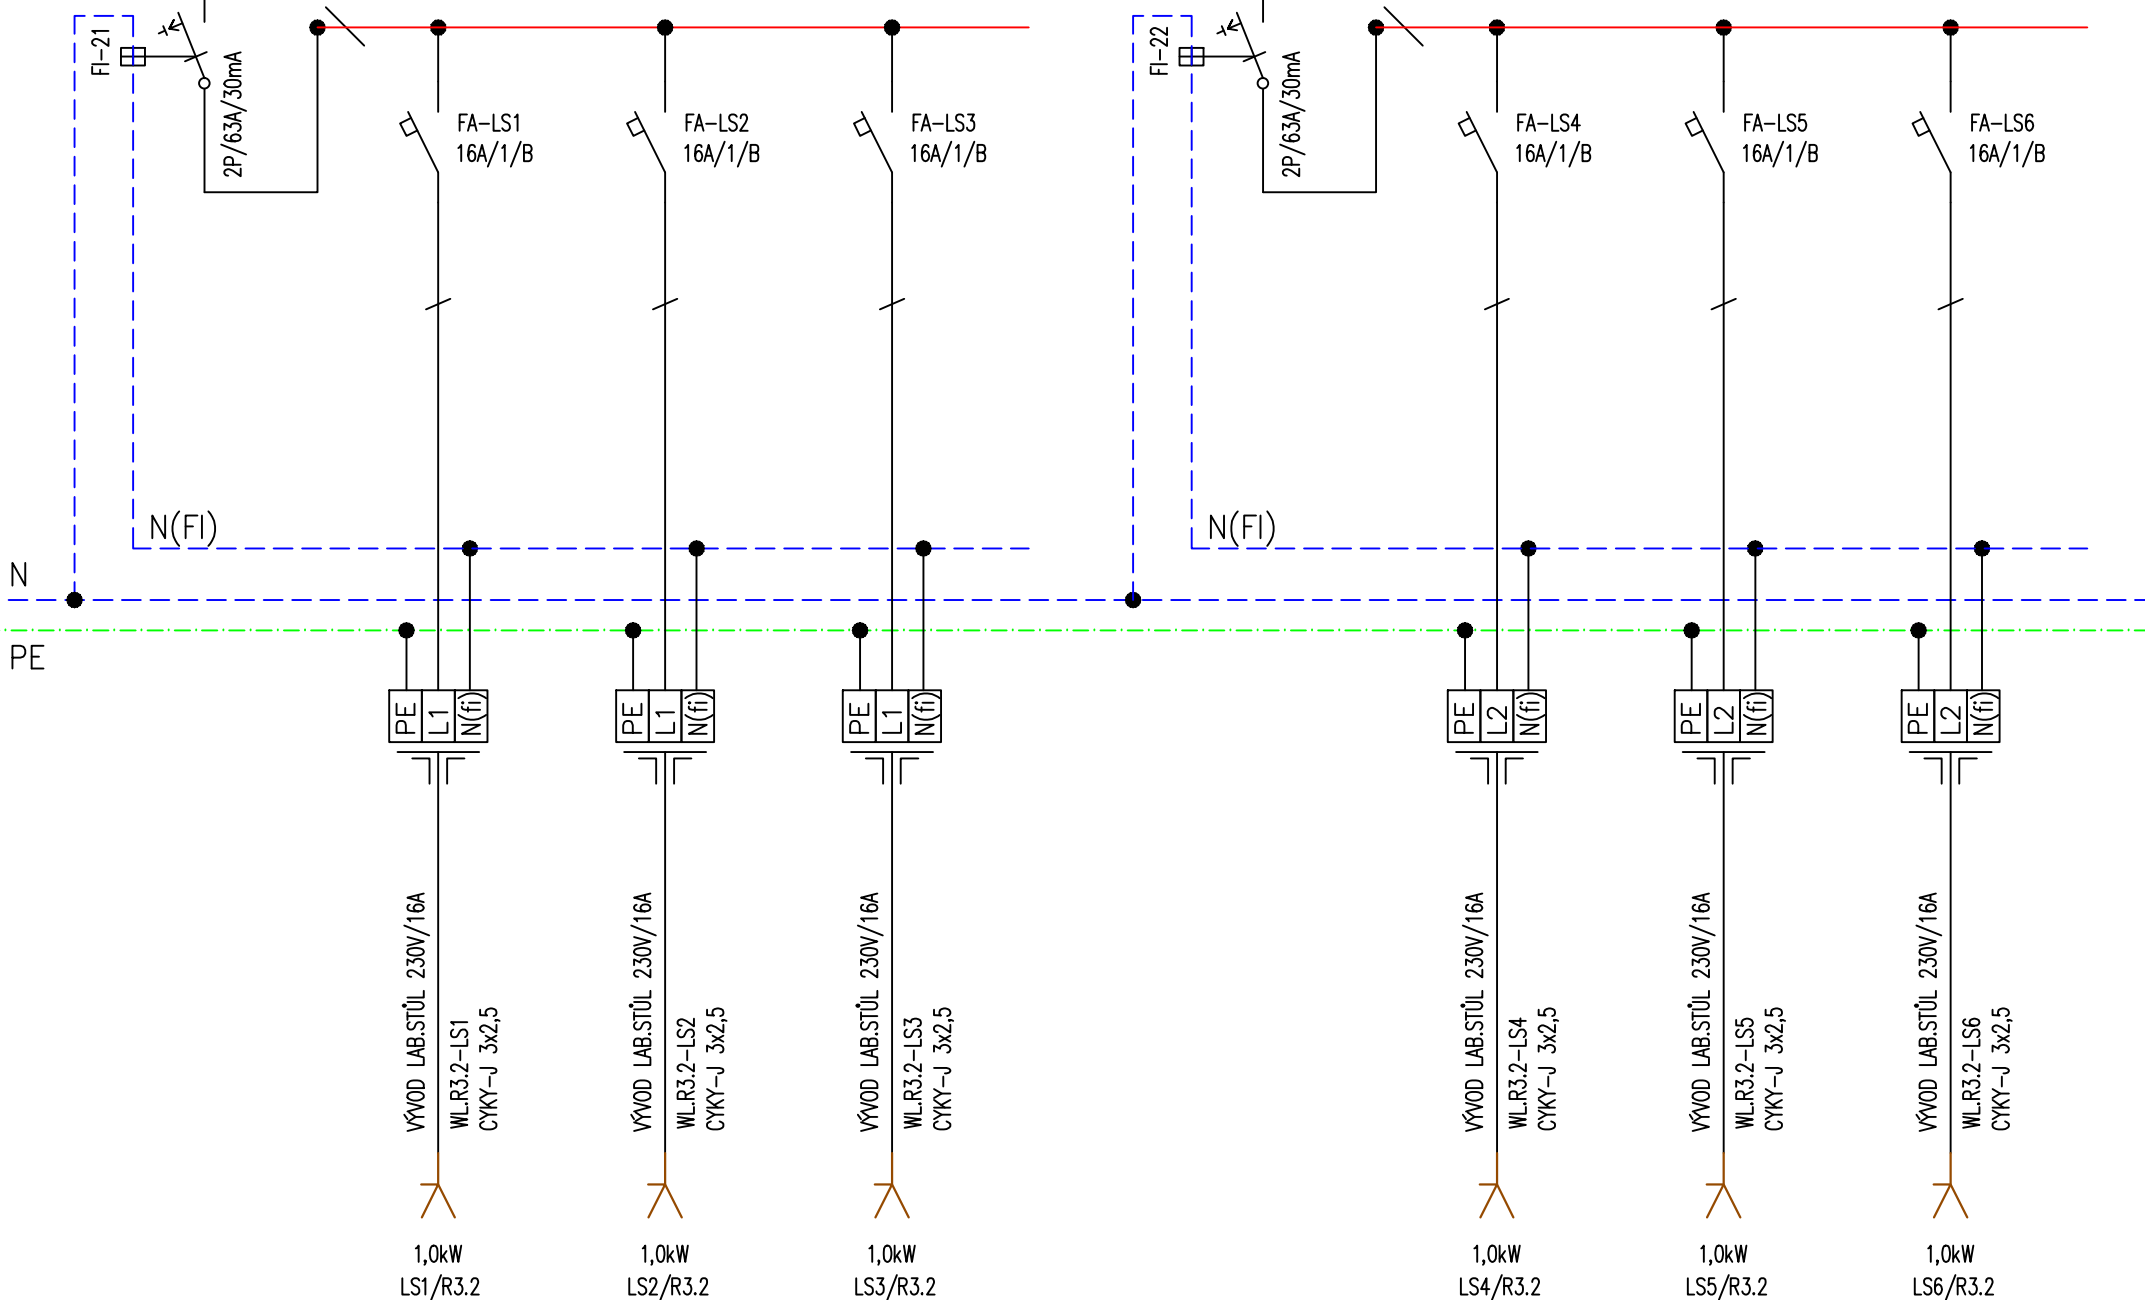 FI-21
2P/63A/30mA
FA-LS1
16A/1/B
FA-LS2
16A/1/B
FA-LS3
16A/1/B
FI-22
2P/63A/30mA
FA-LS4
16A/1/B
FA-LS5
16A/1/B
FA-LS6
16A/1/B
N(FI)
N(FI)
N
PE
PE L1 N(fi)
PE L1 N(fi)
PE L1 N(fi)
PE L2 N(fi)
PE L2 N(fi)
PE L2 N(fi)
VÝVOD LAB.STŮL 230V/16A
WL.R3.2-LS1
CYKY-J 3x2,5
VÝVOD LAB.STŮL 230V/16A
WL.R3.2-LS2
CYKY-J 3x2,5
VÝVOD LAB.STŮL 230V/16A
WL.R3.2-LS3
CYKY-J 3x2,5
VÝVOD LAB.STŮL 230V/16A
WL.R3.2-LS4
CYKY-J 3x2,5
VÝVOD LAB.STŮL 230V/16A
WL.R3.2-LS5
CYKY-J 3x2,5
VÝVOD LAB.STŮL 230V/16A
WL.R3.2-LS6
CYKY-J 3x2,5
1,0kW
LS1/R3.2
1,0kW
LS2/R3.2
1,0kW
LS3/R3.2
1,0kW
LS4/R3.2
1,0kW
LS5/R3.2
1,0kW
LS6/R3.2